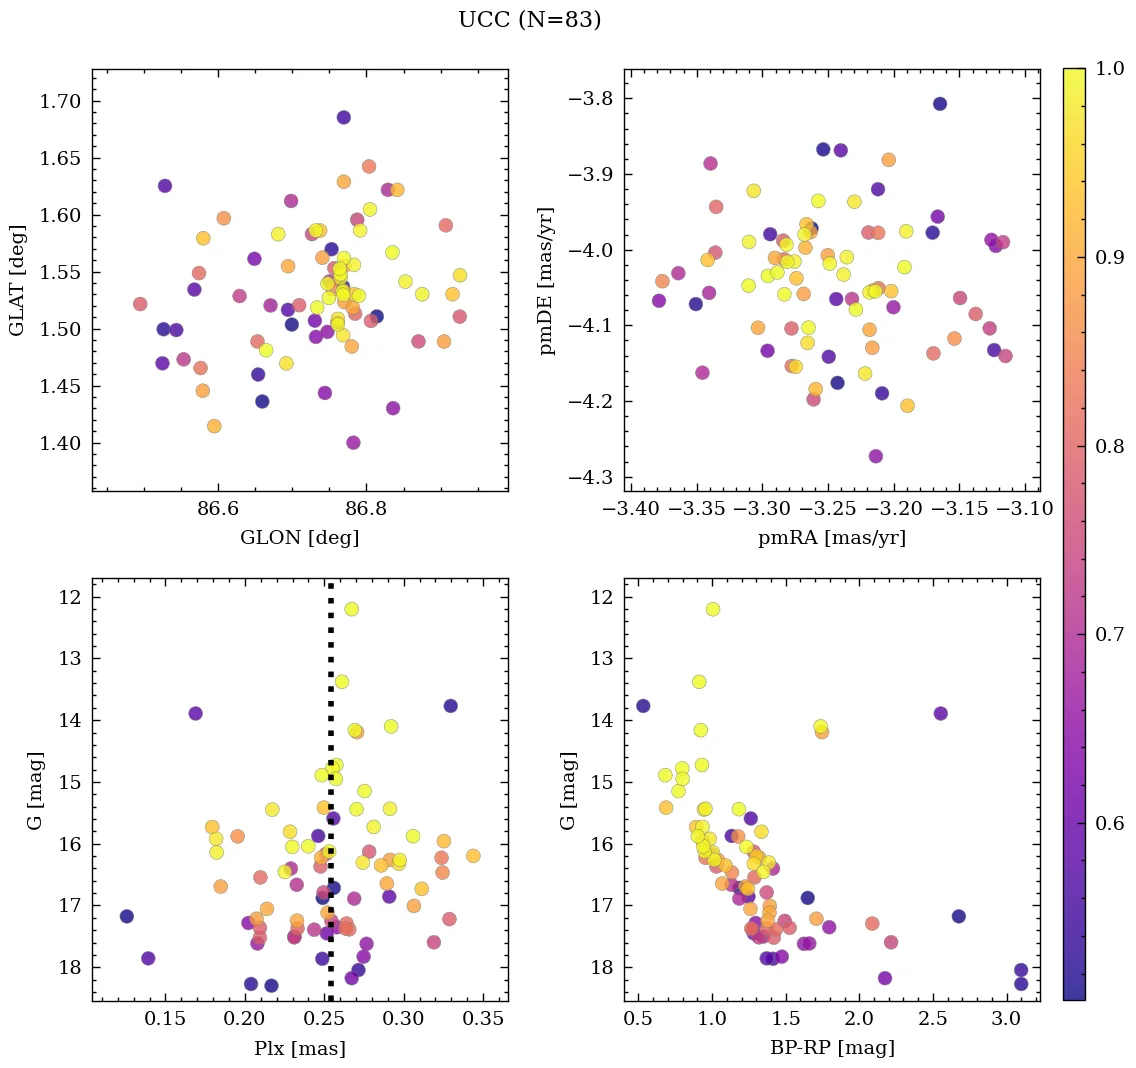 UCC (N=83)
1.70
1.65
1.60
1.55
1.50
1.45
1.40
GLAT [deg]
86.6 86.8
GLON [deg]
−3.8
−3.9
−4.0
−4.1
−4.2
−4.3
pmDE [mas/yr]
−3.40 −3.35 −3.30 −3.25 −3.20 −3.15 −3.10
pmRA [mas/yr]
12
13
14
15
16
17
18
G [mag]
0.15 0.20 0.25 0.30 0.35
Plx [mas]
12
13
14
15
16
17
18
G [mag]
0.5 1.0 1.5 2.0 2.5 3.0
BP-RP [mag]
1.0
0.9
0.8
0.7
0.6